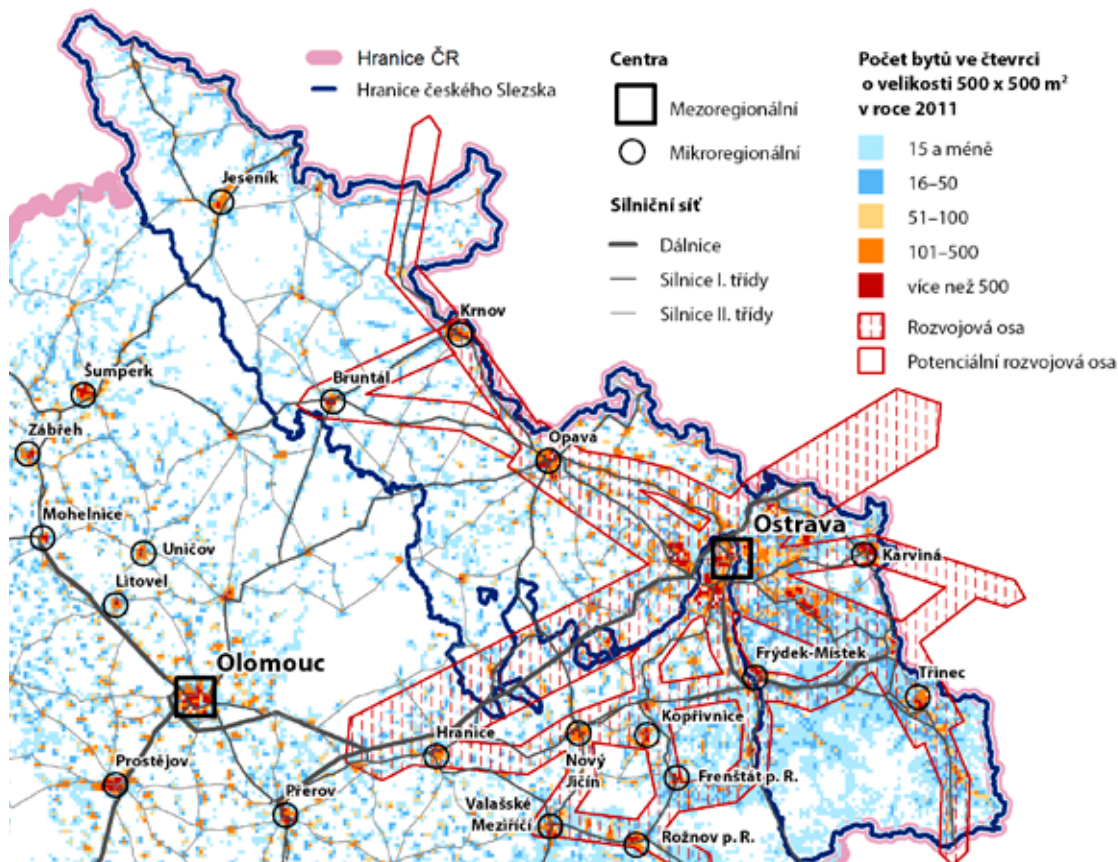 Hranice ČR
Hranice českého Slezska
Centra
Mezoregionální
Mikroregionální
Silniční síť
Dálnice
Silnice I. třídy
Silnice II. třídy
Počet bytů ve čtevrci
o velikosti 500 x 500 m²
v roce 2011
15 a méně
16–50
51–100
101–500
více než 500
Rozvojová osa
Potenciální rozvojová osa
Jeseník
Krnov
Šumperk
Bruntál
Zábřeh
Opava
Mohelnice
Uničov
Ostrava
Karviná
Litovel
Olomouc
Frýdek-Místek
Třinec
Hranice
Kopřivnice
Nový
Jičín
Prostějov
Frenštát p. R.
Přerov
Valašské
Meziříčí
Rožnov p. R.